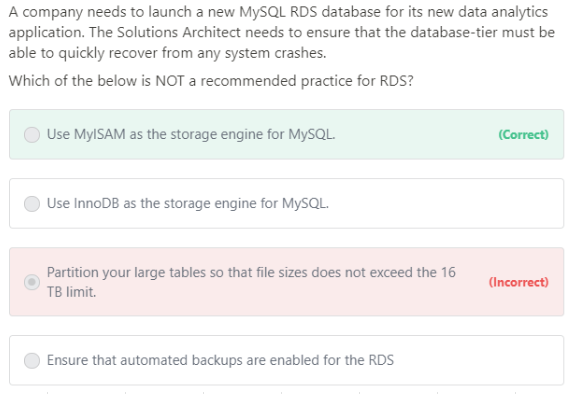 A company needs to launch a new MySQL RDS database for its new data analytics
application. The Solutions Architect needs to ensure that the database-tier must be
able to quickly recover from any system crashes.
Which of the below is NOT a recommended practice for RDS?
Use MyISAM as the storage engine for MySQL. (Correct)
Use InnoDB as the storage engine for MySQL.
Partition your large tables so that file sizes does not exceed the 16
TB limit. (Incorrect)
Ensure that automated backups are enabled for the RDS